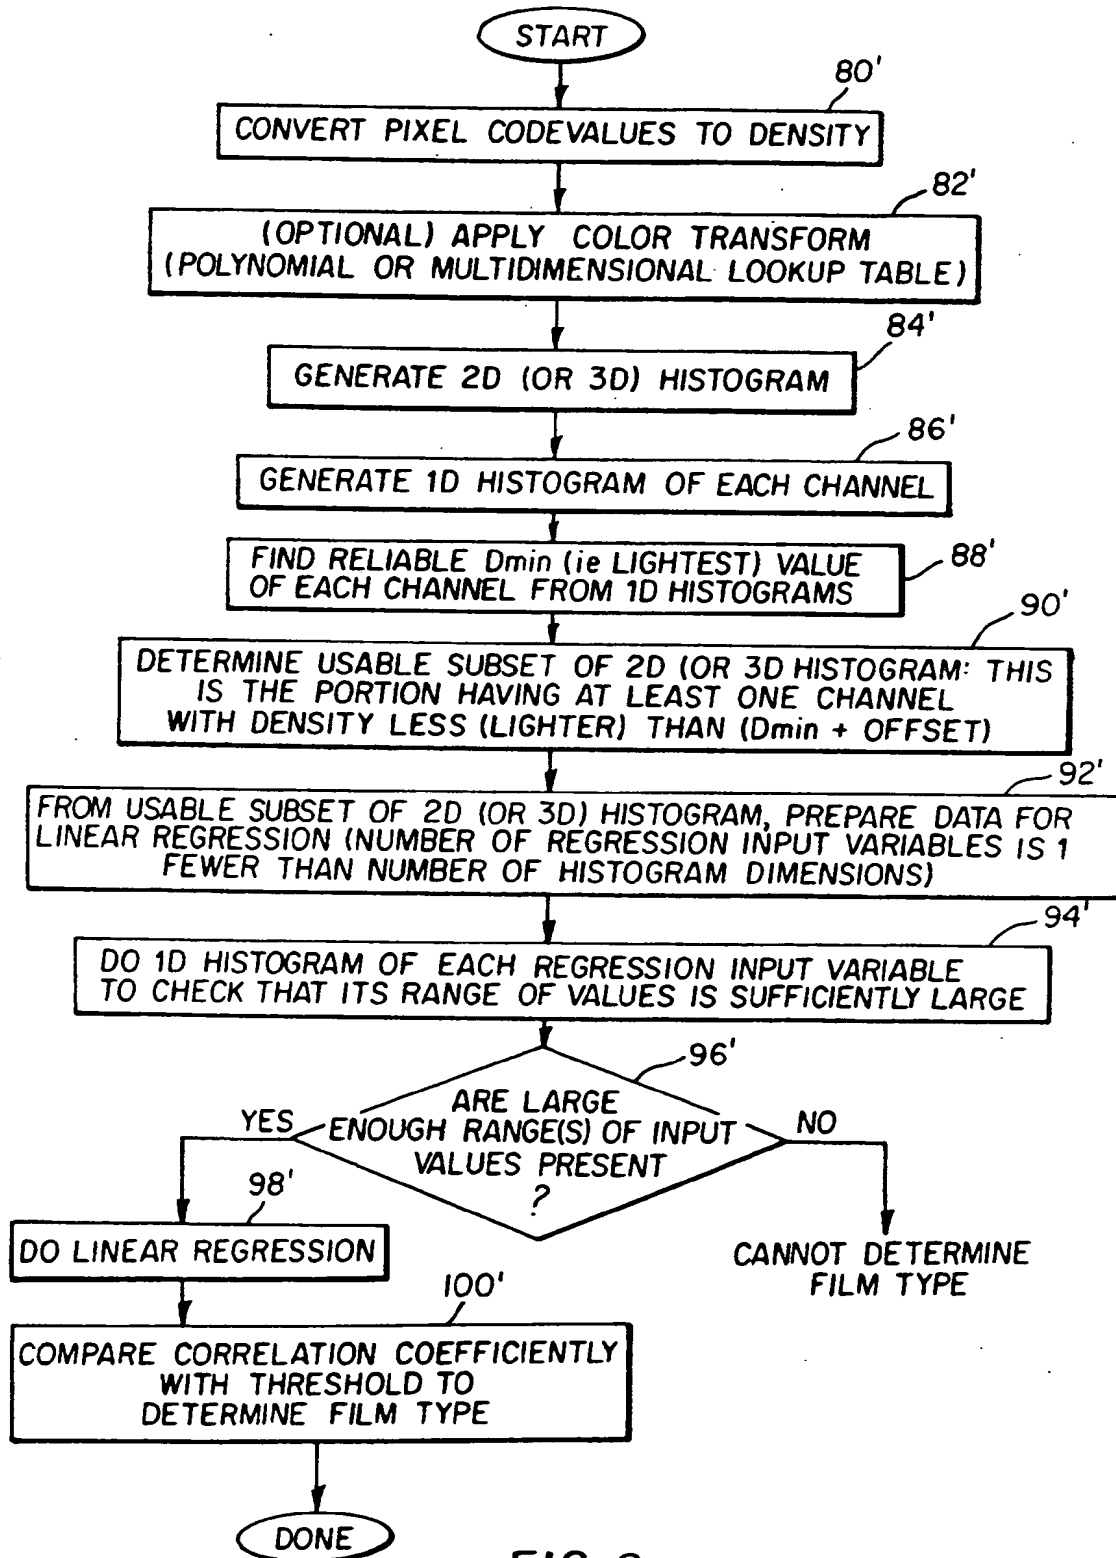 START
80'
CONVERT PIXEL CODEVALUES TO DENSITY
82'
(OPTIONAL) APPLY COLOR TRANSFORM
(POLYNOMIAL OR MULTIDIMENSIONAL LOOKUP TABLE)
84'
GENERATE 2D (OR 3D) HISTOGRAM
86'
GENERATE 1D HISTOGRAM OF EACH CHANNEL
88'
FIND RELIABLE Dmin (ie LIGHTEST) VALUE
OF EACH CHANNEL FROM 1D HISTOGRAMS
90'
DETERMINE USABLE SUBSET OF 2D (OR 3D HISTOGRAM: THIS
IS THE PORTION HAVING AT LEAST ONE CHANNEL
WITH DENSITY LESS (LIGHTER) THAN (Dmin + OFFSET)
92'
FROM USABLE SUBSET OF 2D (OR 3D) HISTOGRAM, PREPARE DATA FOR
LINEAR REGRESSION (NUMBER OF REGRESSION INPUT VARIABLES IS 1
FEWER THAN NUMBER OF HISTOGRAM DIMENSIONS)
94'
DO 1D HISTOGRAM OF EACH REGRESSION INPUT VARIABLE
TO CHECK THAT ITS RANGE OF VALUES IS SUFFICIENTLY LARGE
96'
ARE LARGE
ENOUGH RANGE(S) OF INPUT
VALUES PRESENT
?
YES
NO
98'
DO LINEAR REGRESSION
CANNOT DETERMINE
FILM TYPE
100'
COMPARE CORRELATION COEFFICIENTLY
WITH THRESHOLD TO
DETERMINE FILM TYPE
DONE